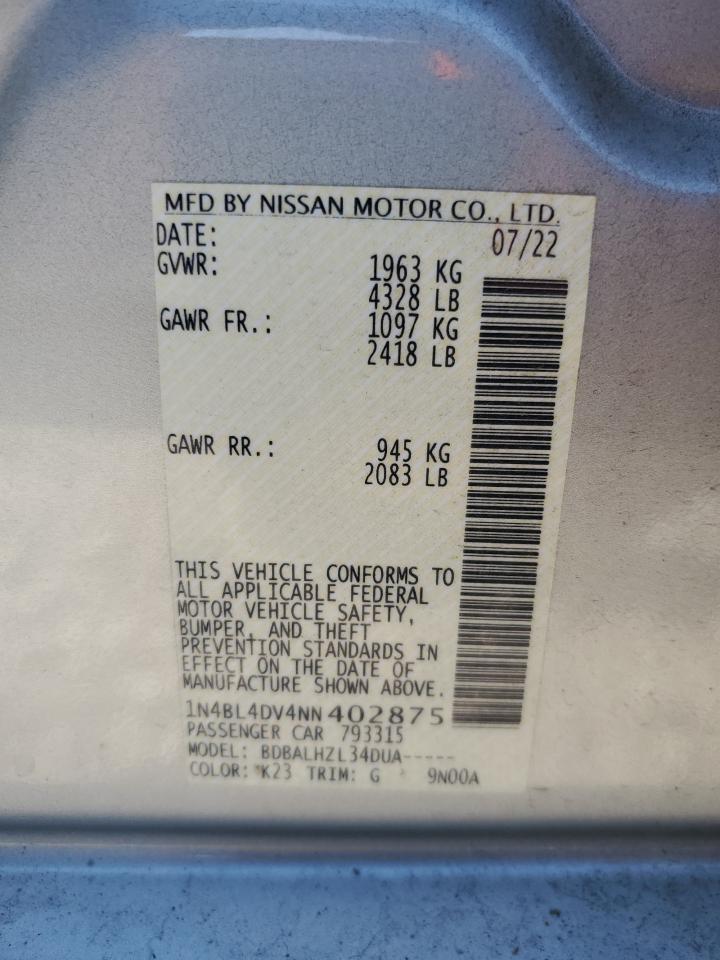 MFD BY NISSAN MOTOR CO., LTD.
DATE: 07/22
GVWR: 1963 KG
4328 LB
GAWR FR.: 1097 KG
2418 LB
GAWR RR.: 945 KG
2083 LB
THIS VEHICLE CONFORMS TO
ALL APPLICABLE FEDERAL
MOTOR VEHICLE SAFETY,
BUMPER, AND THEFT
PREVENTION STANDARDS IN
EFFECT ON THE DATE OF
MANUFACTURE SHOWN ABOVE.
1N4BL4DV4NN402875
PASSENGER CAR 793315
MODEL: BDBALHZL34DUA-----
COLOR: K23 TRIM: G 9N00A